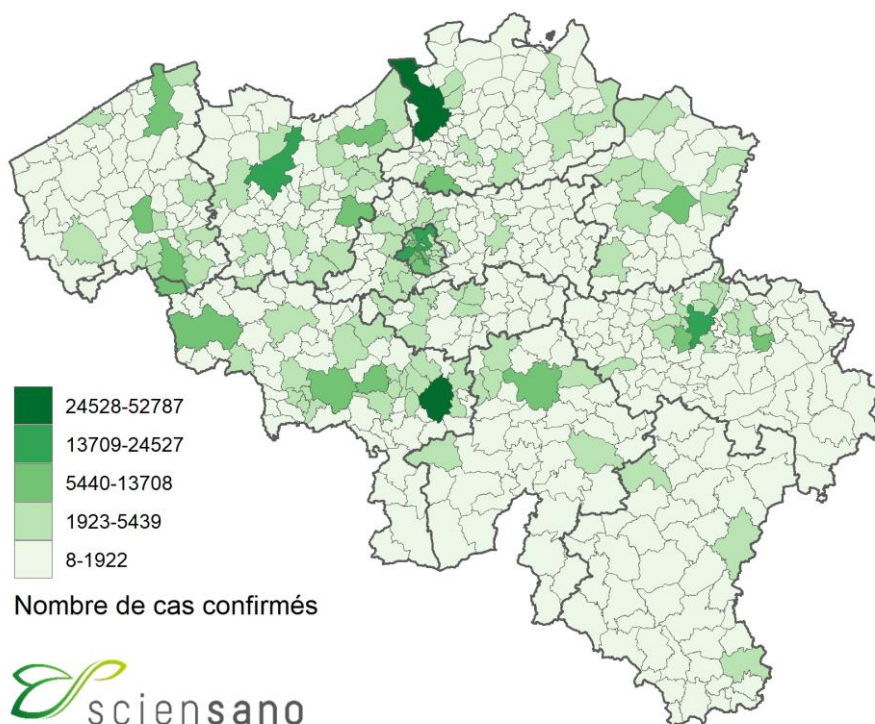 24528-52787
13709-24527
5440-13708
1923-5439
8-1922
Nombre de cas confirmés
sciensano